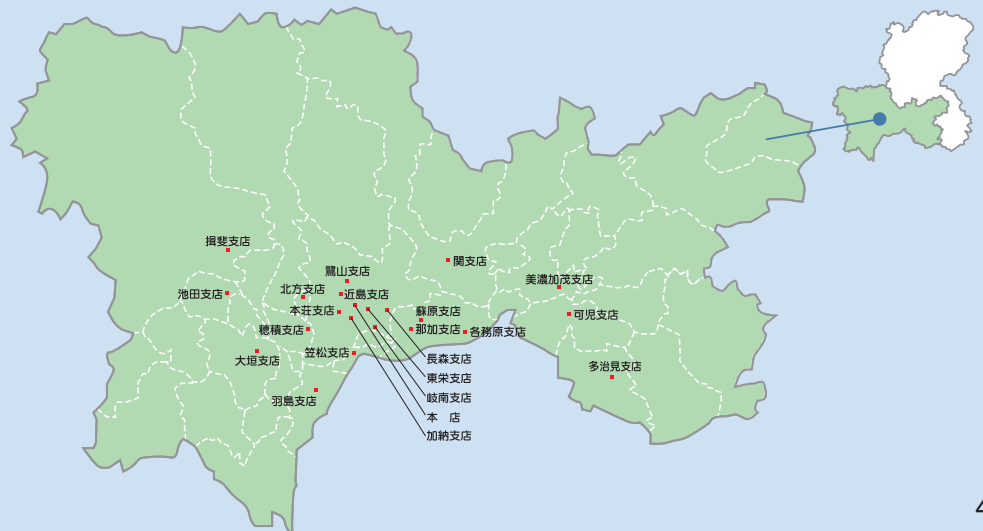 揖斐支店
関支店
鷺山支店
美濃加茂支店
北方支店
池田支店
近島支店
本荘支店
蘇原支店
可児支店
穂積支店
那加支店
各務原支店
笠松支店
大垣支店
長森支店
多治見支店
東栄支店
羽島支店
岐南支店
本　店
加納支店